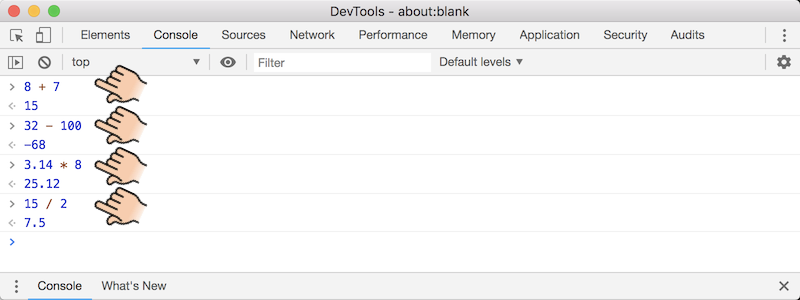 DevTools - about:blank
Elements Console Sources Network Performance Memory Application Security Audits
top ▼ Filter Default levels ▼
> 8 + 7
15
> 32 - 100
-68
> 3.14 * 8
25.12
> 15 / 2
7.5
>
Console What's New